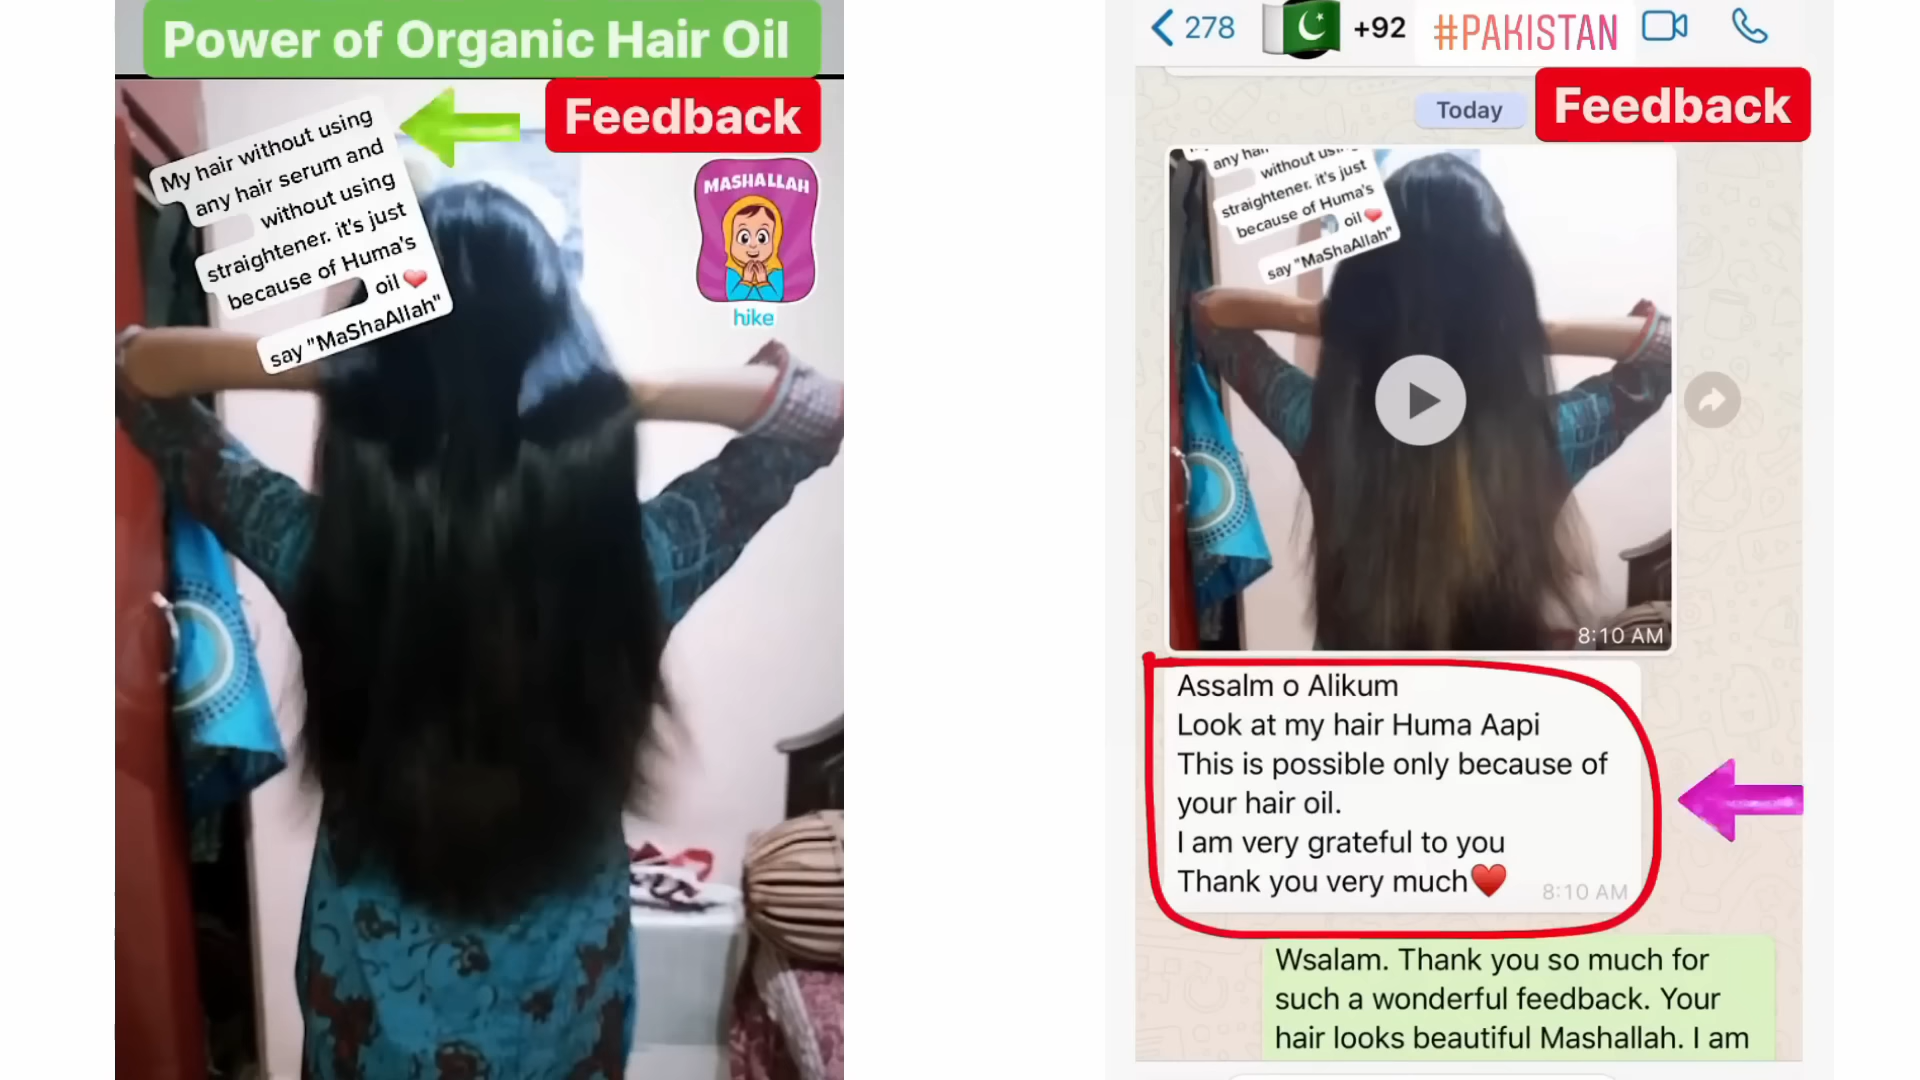 Power of Organic Hair Oil
Feedback
My hair without using
any hair serum and
without using
straightener. it's just
because of Huma's
oil ❤️
say "MaShaAllah"
MASHALLAH
hike
278
+92
#PAKISTAN
Today
Feedback
any hair
without using
straightener. it's just
because of Huma's
oil ❤️
say "MaShaAllah"
8:10 AM
Assalm o Alikum
Look at my hair Huma Aapi
This is possible only because of
your hair oil.
I am very grateful to you
Thank you very much♥️
8:10 AM
Wsalam. Thank you so much for
such a wonderful feedback. Your
hair looks beautiful Mashallah. I am